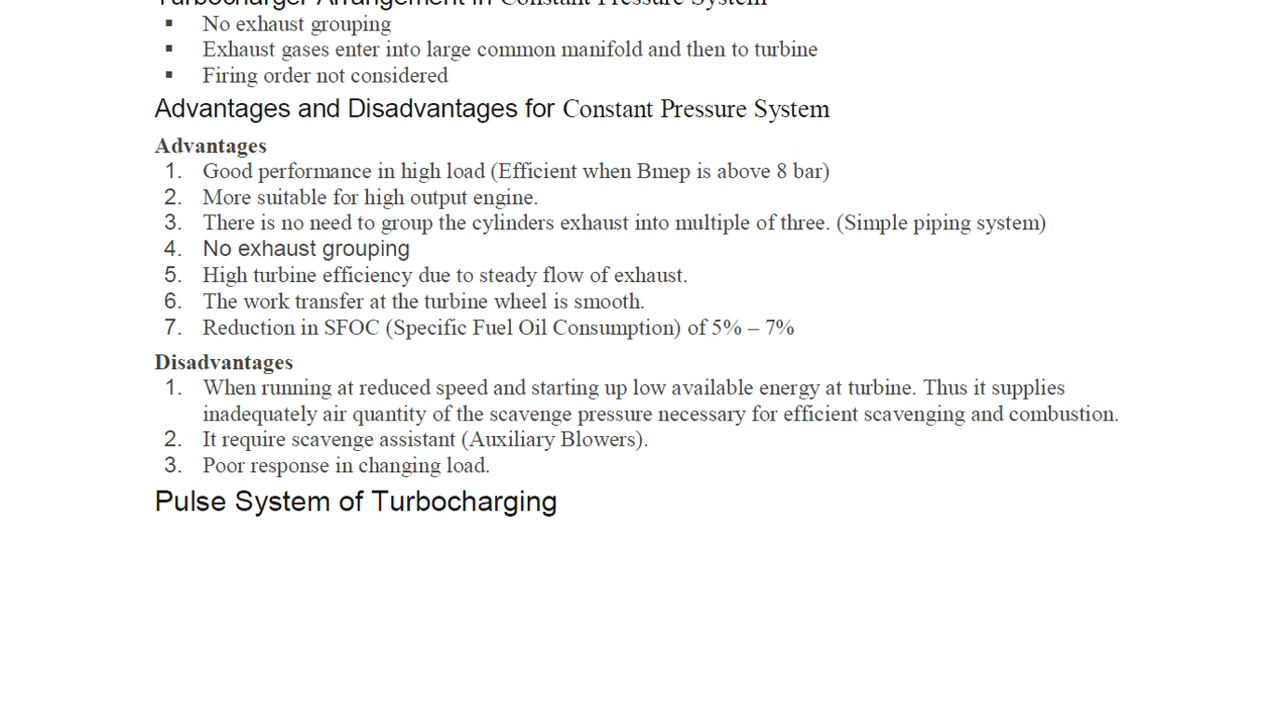 Turbocharger Arrangement in Constant Pressure System
▪ No exhaust grouping
▪ Exhaust gases enter into large common manifold and then to turbine
▪ Firing order not considered
Advantages and Disadvantages for Constant Pressure System
Advantages
1. Good performance in high load (Efficient when Bmep is above 8 bar)
2. More suitable for high output engine.
3. There is no need to group the cylinders exhaust into multiple of three. (Simple piping system)
4. No exhaust grouping
5. High turbine efficiency due to steady flow of exhaust.
6. The work transfer at the turbine wheel is smooth.
7. Reduction in SFOC (Specific Fuel Oil Consumption) of 5% – 7%
Disadvantages
1. When running at reduced speed and starting up low available energy at turbine. Thus it supplies
inadequately air quantity of the scavenge pressure necessary for efficient scavenging and combustion.
2. It require scavenge assistant (Auxiliary Blowers).
3. Poor response in changing load.
Pulse System of Turbocharging